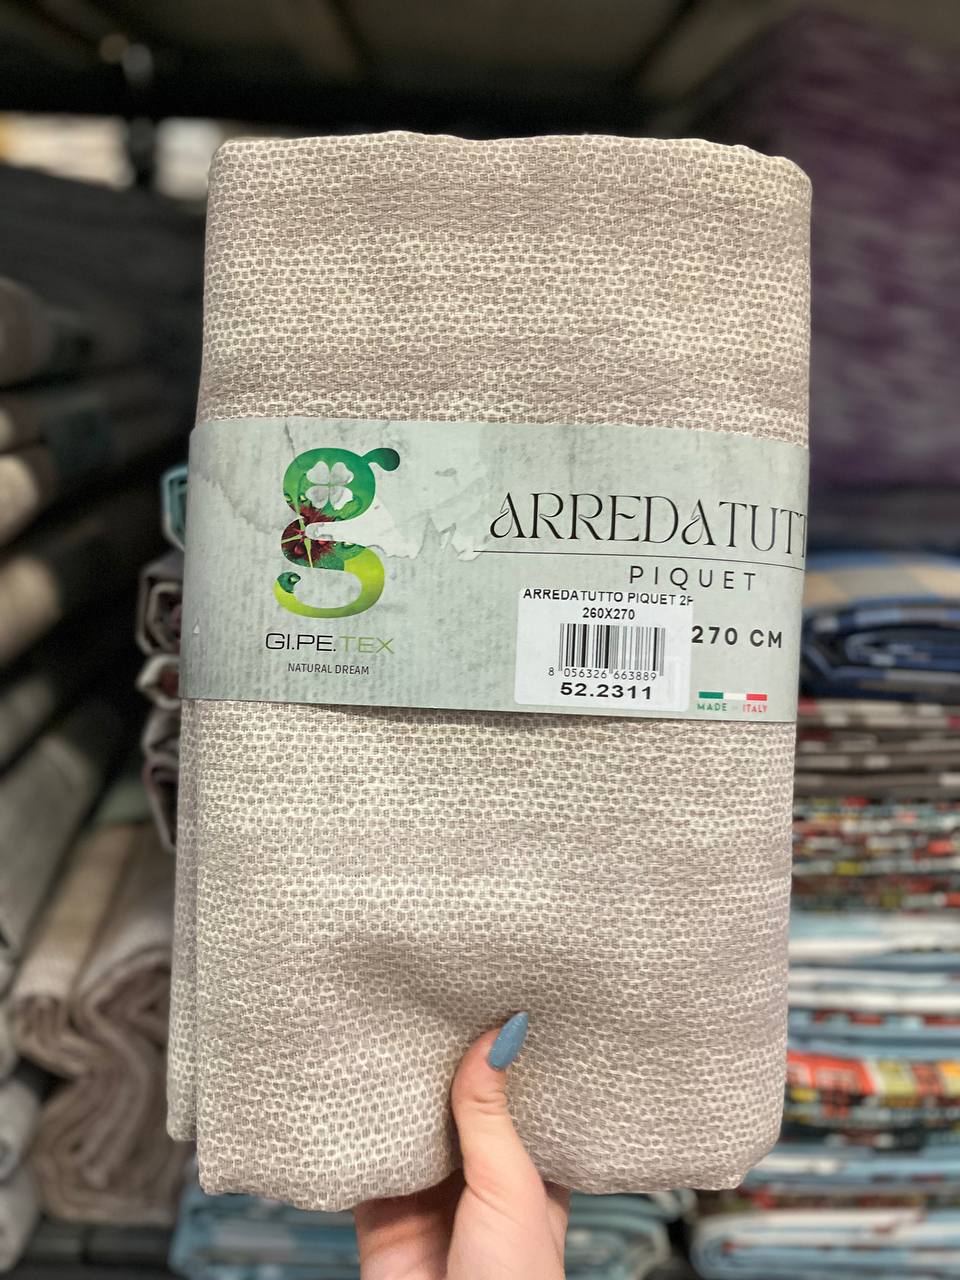 ARREDATUTT
PIQUET
ARREDATUTTO PIQUET 2P
260X270
270 CM
8 056326 663889
52.2311
GI.PE.TEX
NATURAL DREAM
MADE IN ITALY